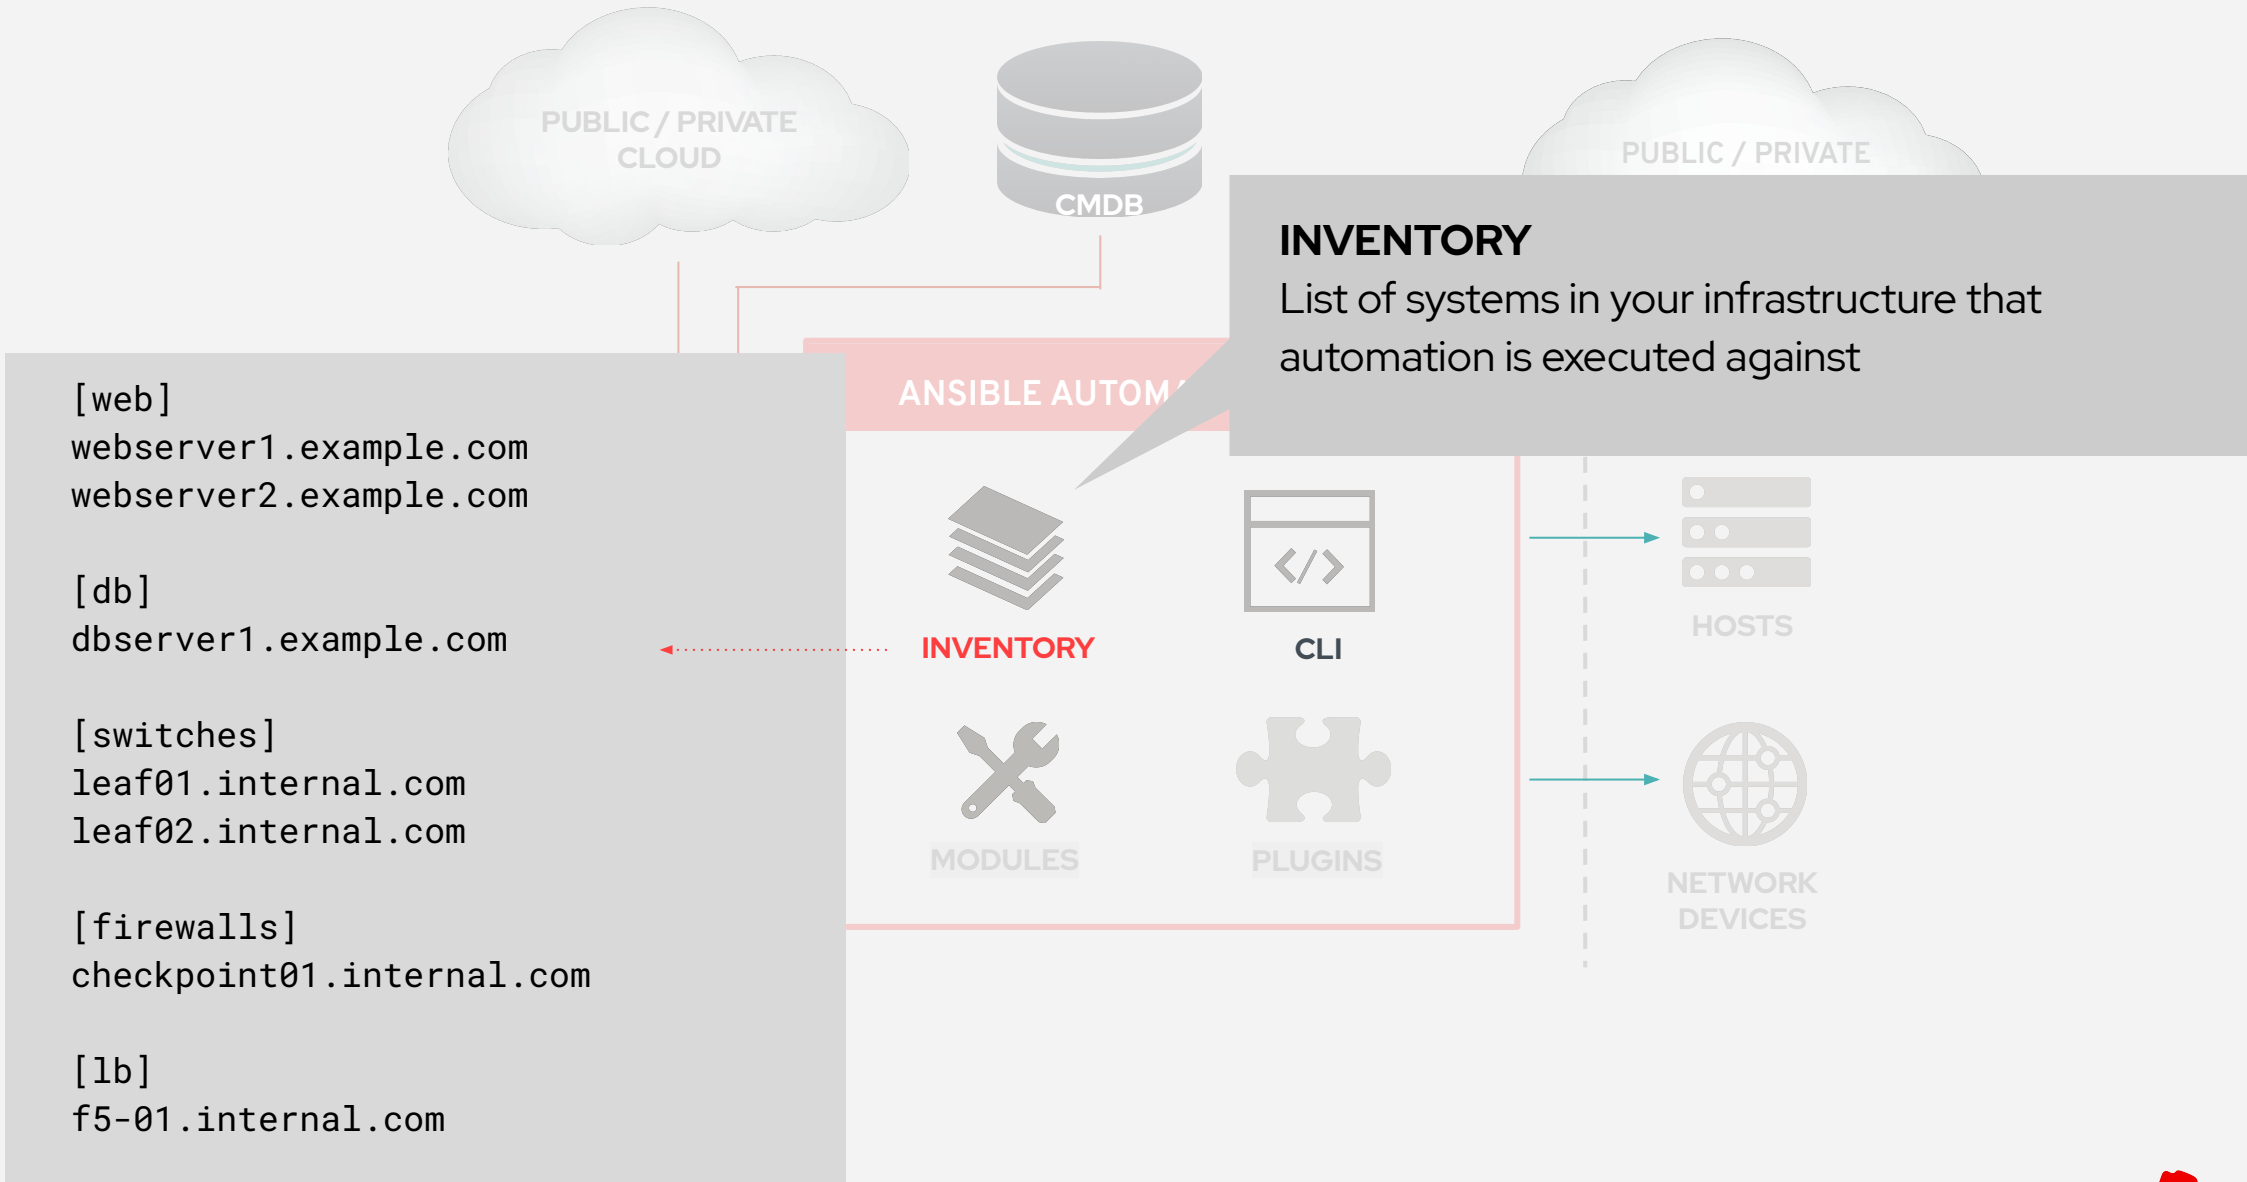 PUBLIC / PRIVATE
CLOUD
CMDB
PUBLIC / PRIVATE
INVENTORY
List of systems in your infrastructure that
automation is executed against
ANSIBLE
[web]
webserver1.example.com
webserver2.example.com
[db]
dbserver1.example.com
[switches]
leaf01.internal.com
leaf02.internal.com
[firewalls]
checkpoint01.internal.com
[lb]
f5-01.internal.com
INVENTORY
CLI
MODULES
PLUGINS
HOSTS
NETWORK
DEVICES